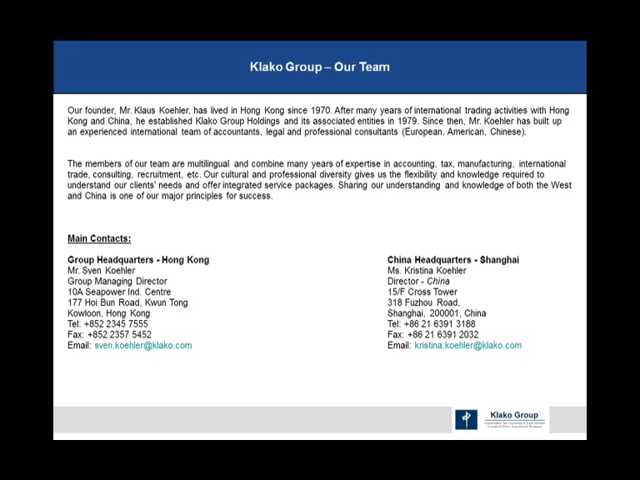 Klako Group – Our Team
Our founder, Mr. Klaus Koehler, has lived in Hong Kong since 1970. After many years of international trading activities with Hong
Kong and China, he established Klako Group Holdings and its associated entities in 1979. Since then, Mr. Koehler has built up
an experienced international team of accountants, legal and professional consultants (European, American, Chinese).
The members of our team are multilingual and combine many years of expertise in accounting, tax, manufacturing, international
trade, consulting, recruitment, etc. Our cultural and professional diversity gives us the flexibility and knowledge required to
understand our clients' needs and offer integrated service packages. Sharing our understanding and knowledge of both the West
and China is one of our major principles for success.
Main Contacts:
Group Headquarters - Hong Kong
Mr. Sven Koehler
Group Managing Director
10A Seapower Ind. Centre
177 Hoi Bun Road, Kwun Tong
Kowloon, Hong Kong
Tel: +852 2345 7555
Fax: +852 2357 5452
Email: sven.koehler@klako.com
China Headquarters - Shanghai
Ms. Kristina Koehler
Director - China
15/F Cross Tower
318 Fuzhou Road,
Shanghai, 200001, China
Tel: +86 21 6391 3188
Fax: +86 21 6391 2032
Email: kristina.koehler@klako.com
Klako Group